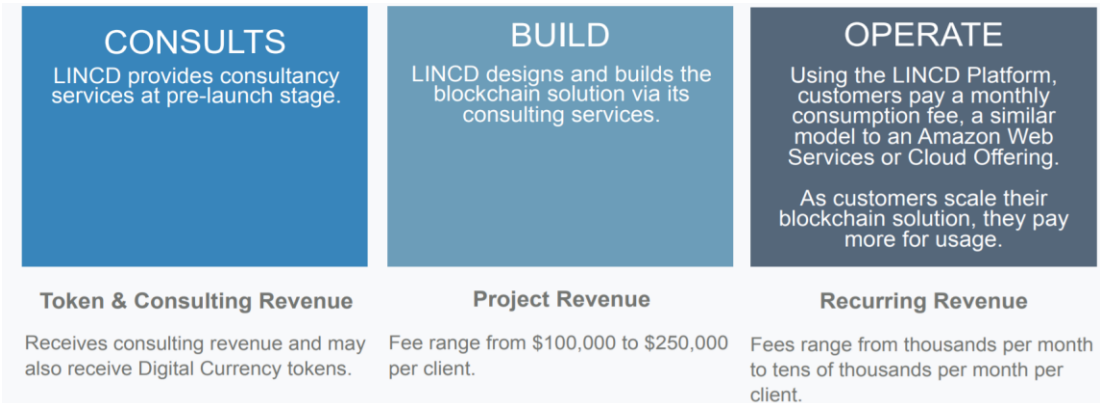 CONSULTS
LINCD provides consultancy
services at pre-launch stage.
Token & Consulting Revenue
Receives consulting revenue and may
also receive Digital Currency tokens.
BUILD
LINCD designs and builds the
blockchain solution via its
consulting services.
Project Revenue
Fee range from $100,000 to $250,000
per client.
OPERATE
Using the LINCD Platform,
customers pay a monthly
consumption fee, a similar
model to an Amazon Web
Services or Cloud Offering.
As customers scale their
blockchain solution, they pay
more for usage.
Recurring Revenue
Fees range from thousands per month
to tens of thousands per month per
client.